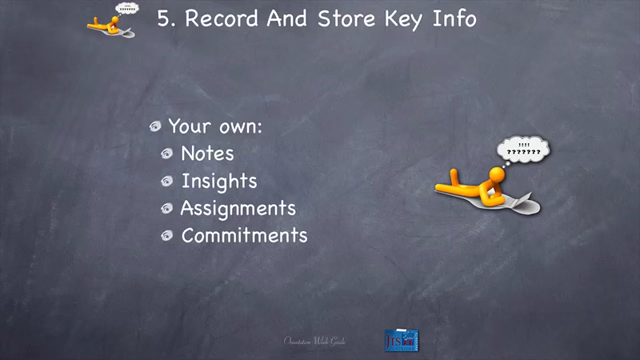 5. Record And Store Key Info
Your own:
Notes
Insights
Assignments
Commitments
!!!!
???????